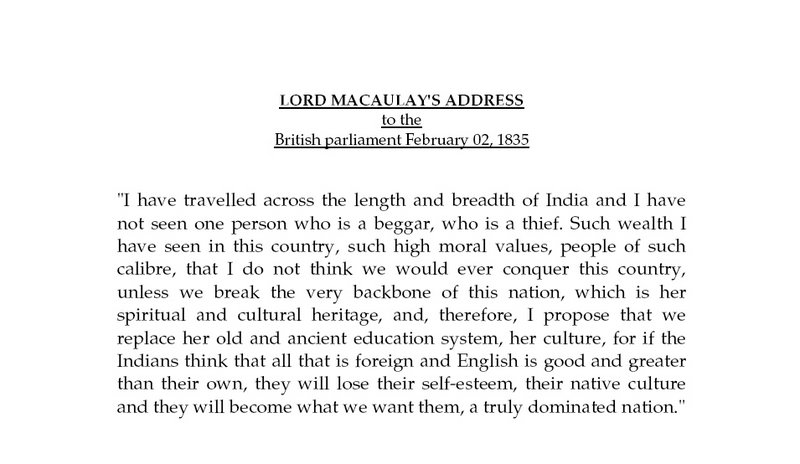 LORD MACAULAY'S ADDRESS
to the
British parliament February 02, 1835
"I have travelled across the length and breadth of India and I have
not seen one person who is a beggar, who is a thief. Such wealth I
have seen in this country, such high moral values, people of such
calibre, that I do not think we would ever conquer this country,
unless we break the very backbone of this nation, which is her
spiritual and cultural heritage, and, therefore, I propose that we
replace her old and ancient education system, her culture, for if the
Indians think that all that is foreign and English is good and greater
than their own, they will lose their self-esteem, their native culture
and they will become what we want them, a truly dominated nation."